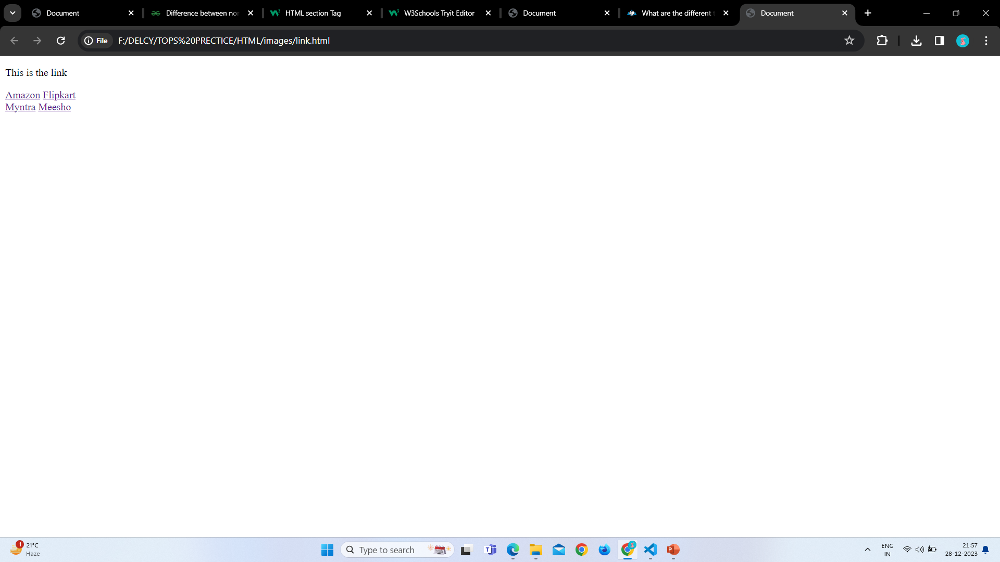 Document
Difference between nor
HTML section Tag
W3Schools Tryit Editor
Document
What are the different t
Document
File
F:/DELCY/TOPS%20PRECTICE/HTML/images/link.html
This is the link
Amazon Flipkart
Myntra Meesho
1
21°C
Haze
Type to search
ENG
IN
21:57
28-12-2023